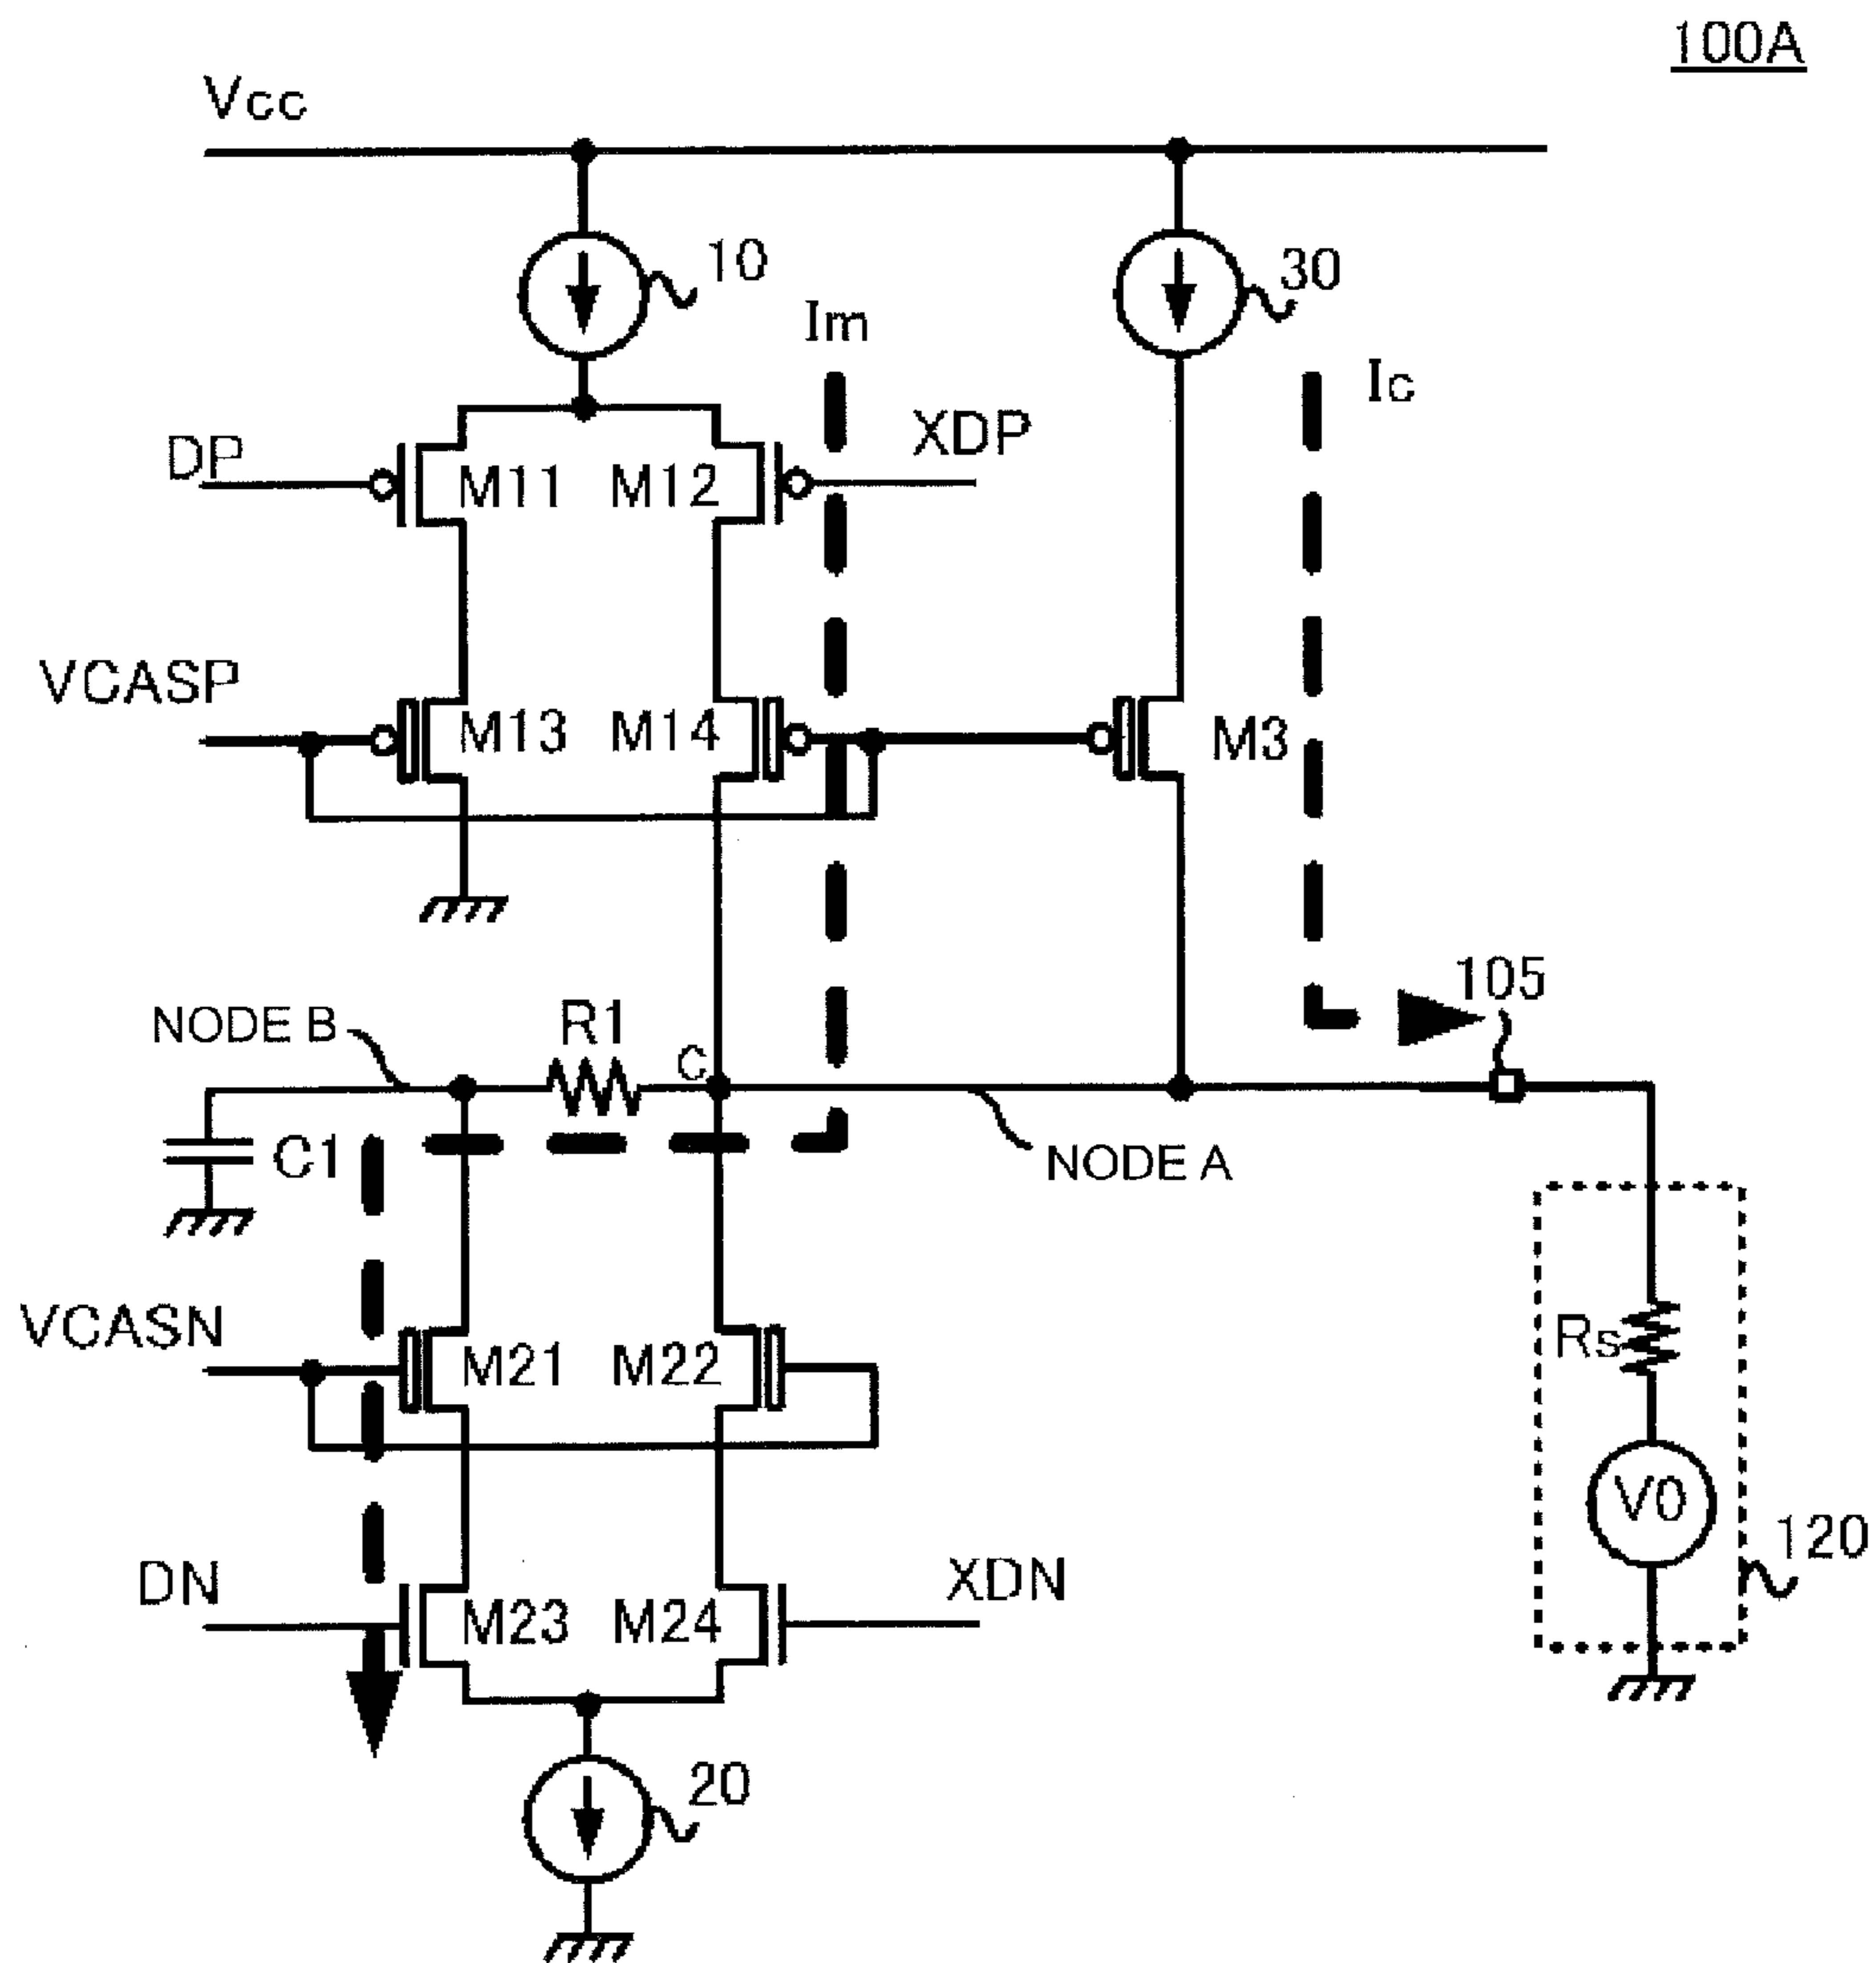 100A
Vcc
10
30
Im
Ic
DP
M11
M12
XDP
VCASP
M13
M14
M3
105
NODE B
R1
C
C1
NODE A
VCASN
M21
M22
Rs
V0
120
DN
M23
M24
XDN
20